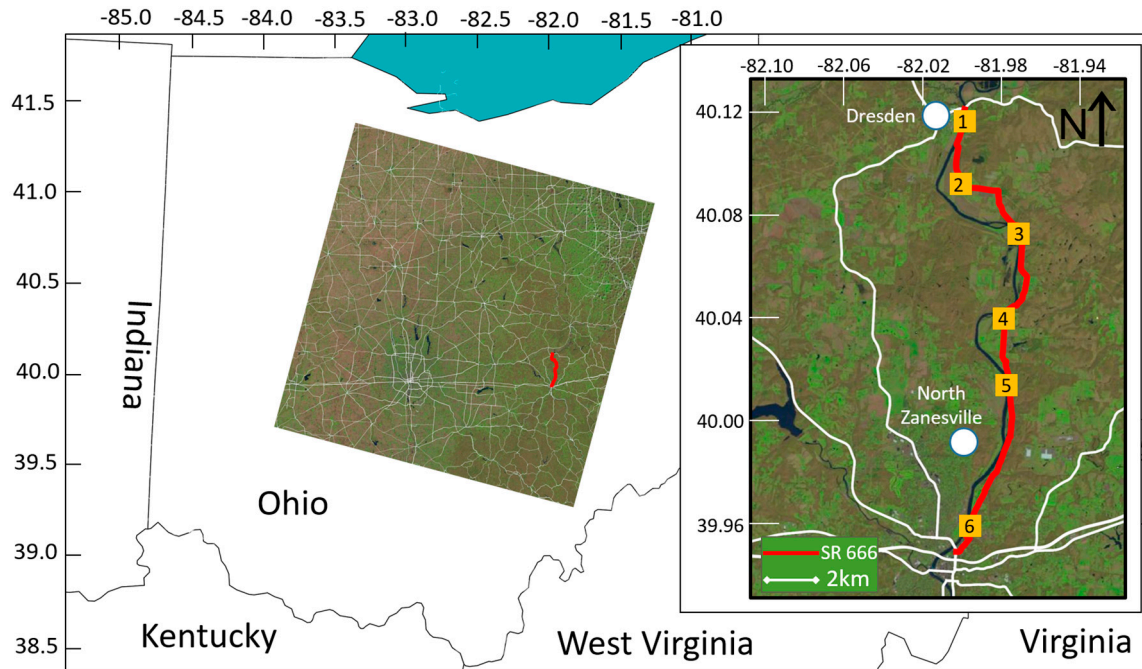 -85.0 -84.5 -84.0 -83.5 -83.0 -82.5 -82.0 -81.5 -81.0
41.5
41.0
40.5
40.0
39.5
39.0
38.5
Indiana
Ohio
Kentucky
West Virginia
Virginia
-82.10 -82.06 -82.02 -81.98 -81.94
40.12
40.08
40.04
40.00
39.96
Dresden
N
1
2
3
4
5
North
Zanesville
6
SR 666
2km